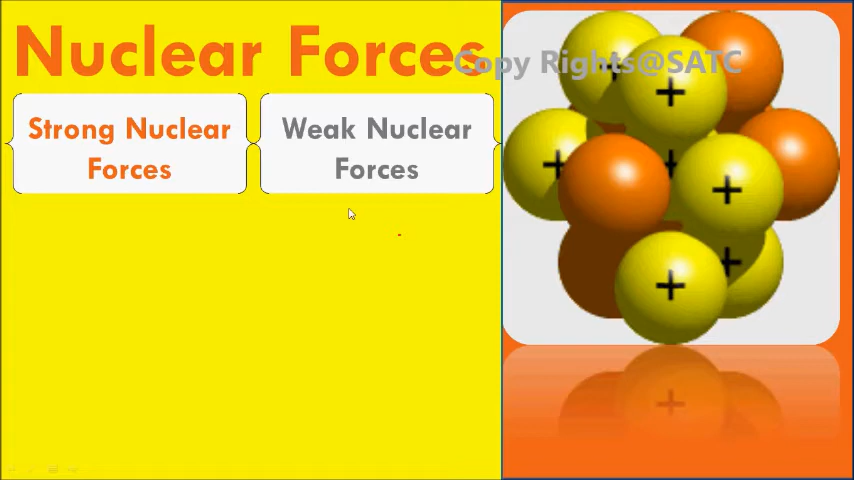 Nuclear Forces
Copy Rights@SATC
Strong Nuclear
Forces
Weak Nuclear
Forces
+
+
+
+
+
+
+
+